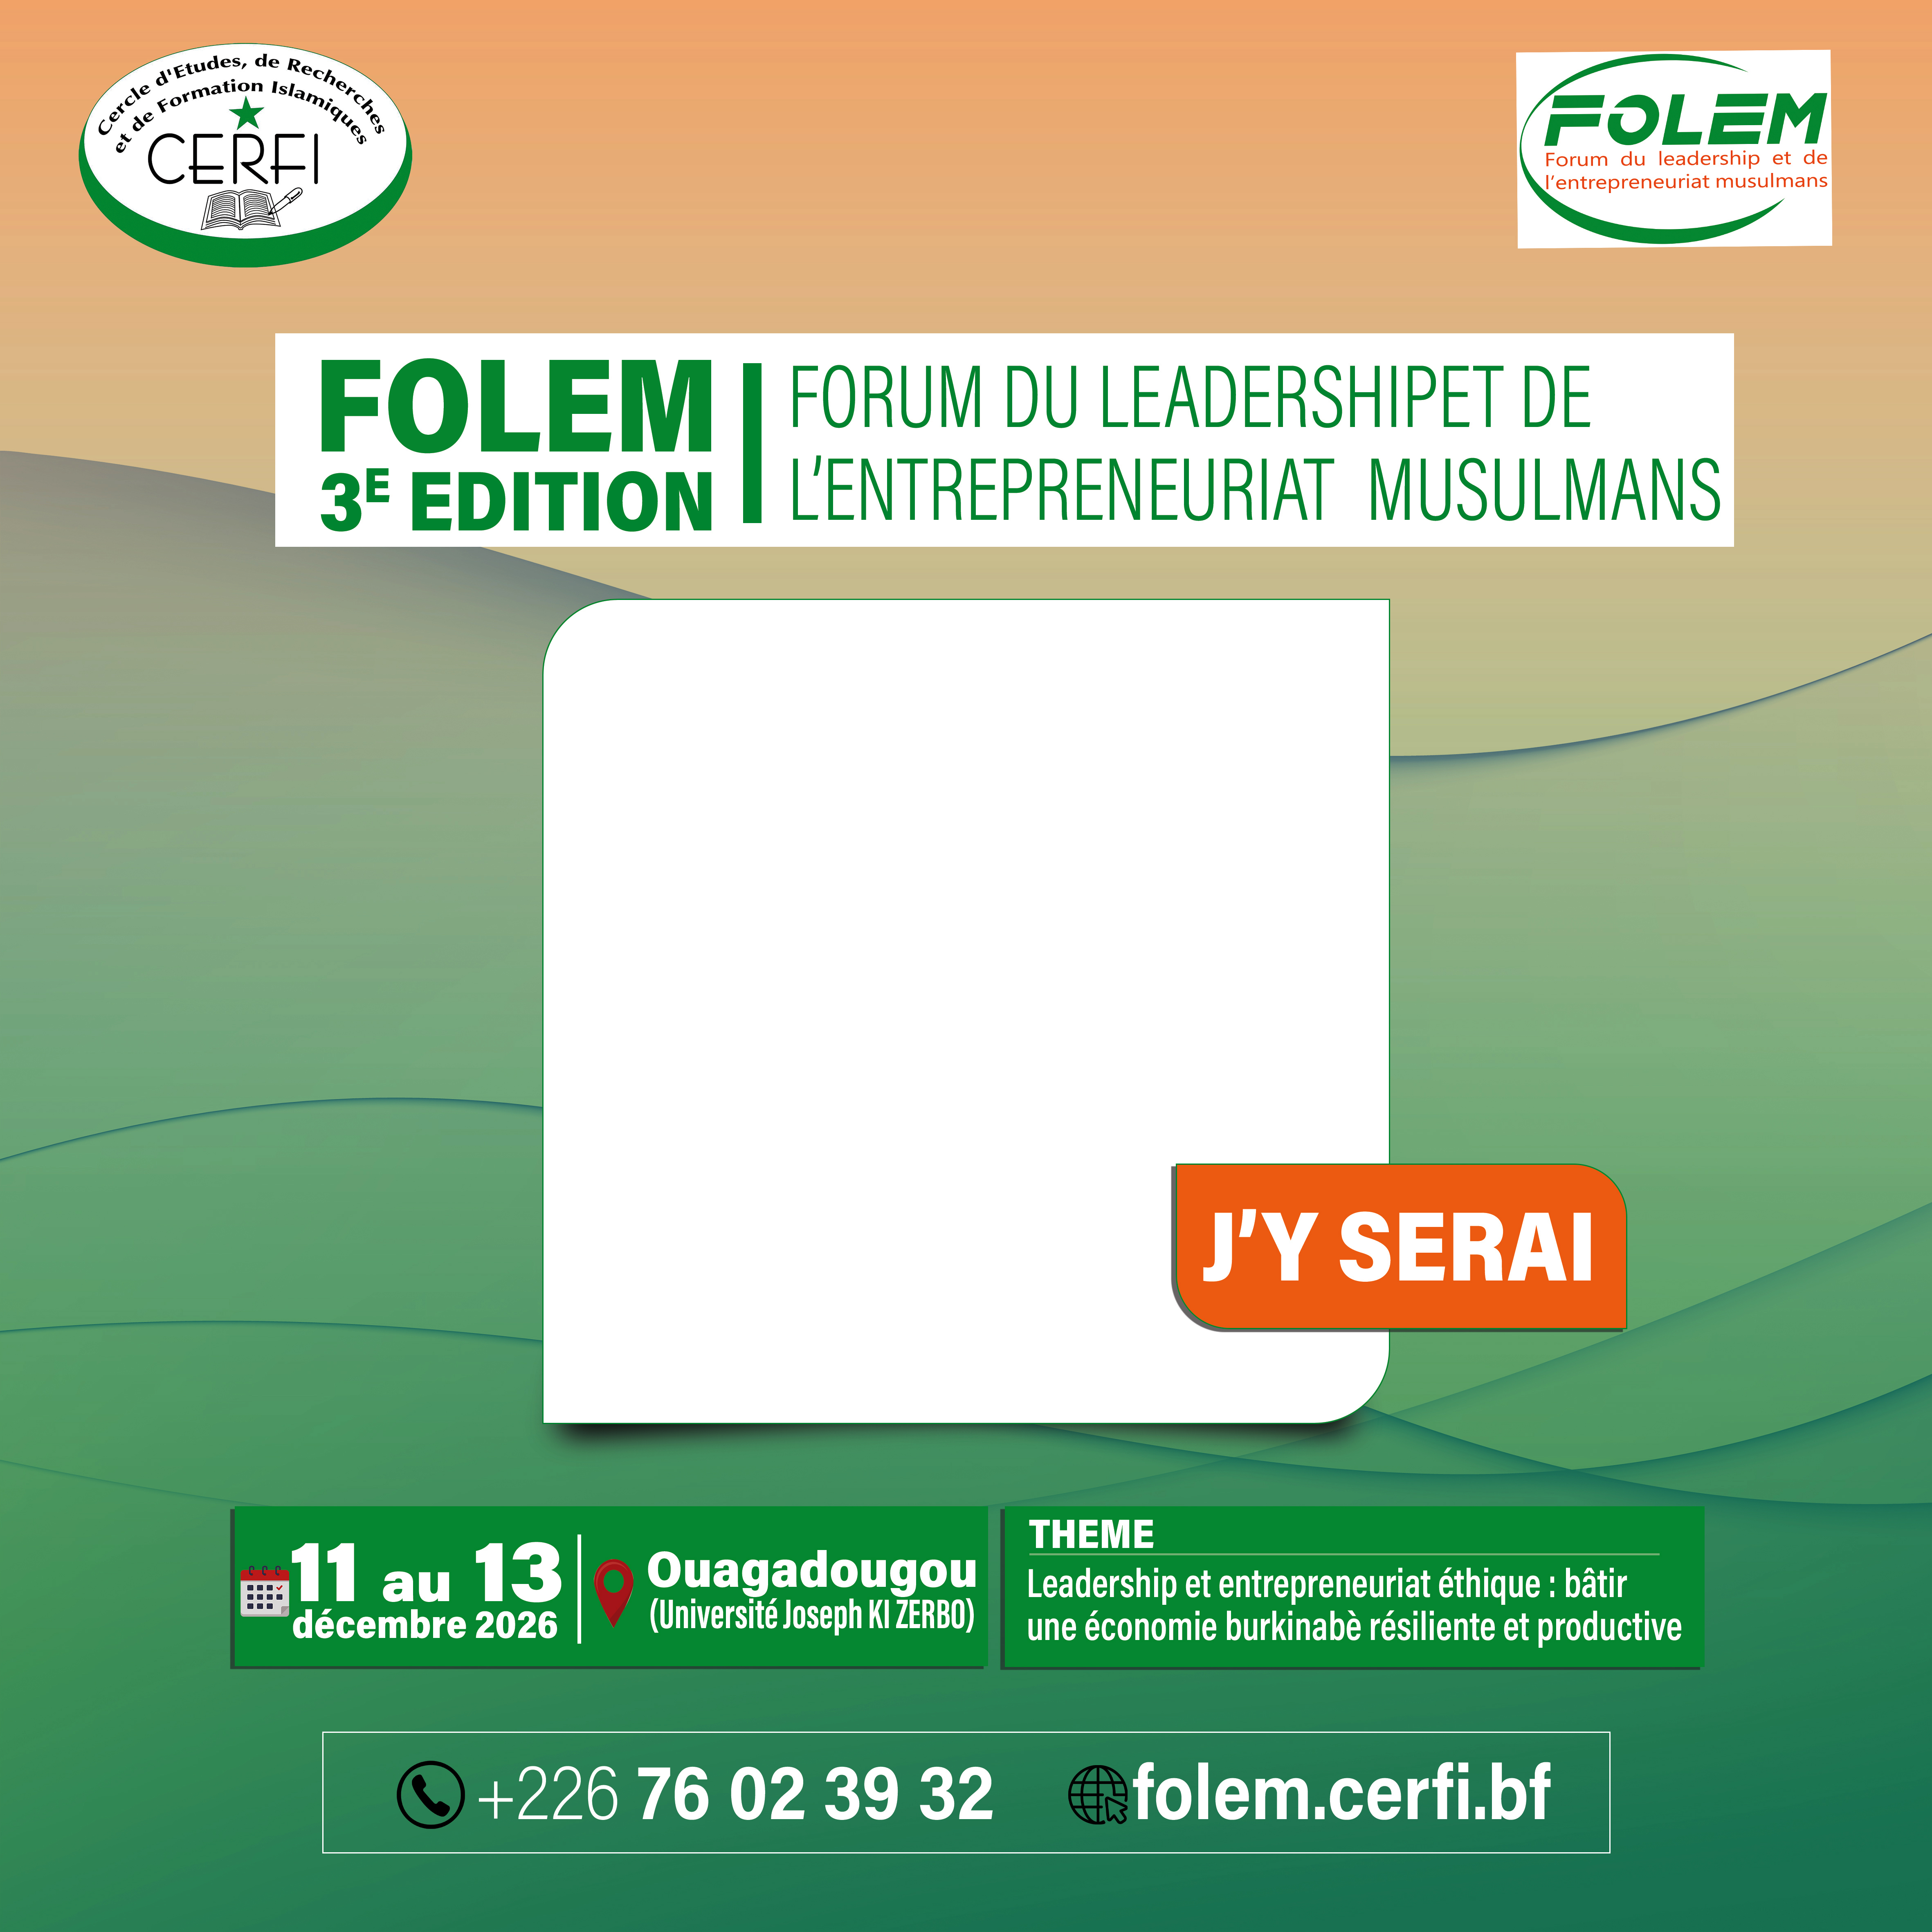 Cercle d'Etudes, de Recherches
et de Formation Islamiques
CERFI
FOLEM
Forum du leadership et de
l'entrepreneuriat musulmans
FOLEM
3E EDITION
FORUM DU LEADERSHIPET DE
L'ENTREPRENEURIAT MUSULMANS
J'Y SERAI
11 au 13
décembre 2026
Ouagadougou
(Université Joseph KI ZERBO)
THEME
Leadership et entrepreneuriat éthique : bâtir
une économie burkinabè résiliente et productive
+226 76 02 39 32
folem.cerfi.bf